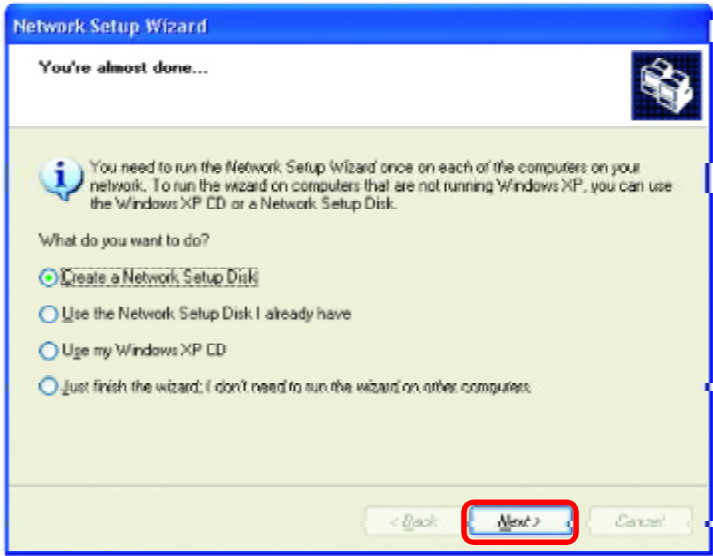 Network Setup Wizard
You're almost done...
You need to run the Network Setup Wizard once on each of the computers on your
network. To run the wizard on computers that are not running Windows XP, you can use
the Windows XP CD or a Network Setup Disk.
What do you want to do?
Create a Network Setup Disk
Use the Network Setup Disk I already have
Use my Windows XP CD
Just finish the wizard; I don't need to run the wizard on other computers
< Back
Next >
Cancel